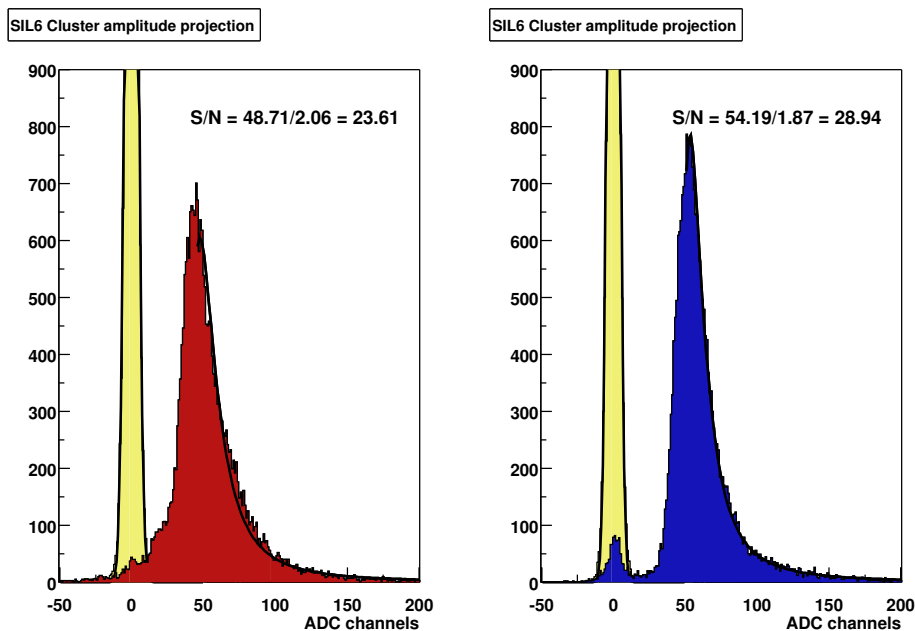 SIL6 Cluster amplitude projection
S/N = 48.71/2.06 = 23.61
900
800
700
600
500
400
300
200
100
0
-50 0 50 100 150 200
ADC channels
SIL6 Cluster amplitude projection
S/N = 54.19/1.87 = 28.94
900
800
700
600
500
400
300
200
100
0
-50 0 50 100 150 200
ADC channels